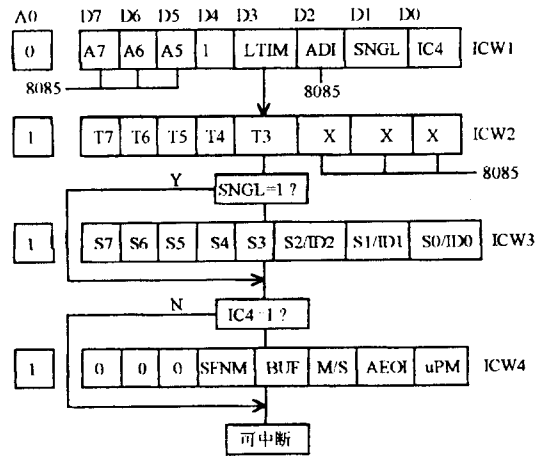 A0 D7 D6 D5 D4 D3 D2 D1 D0
0 A7 A6 A5 1 LTIM ADI SNGL IC4 ICW1
8085 8085
1 T7 T6 T5 T4 T3 X X X ICW2
8085
Y
SNGL=1 ?
1 S7 S6 S5 S4 S3 S2/ID2 S1/ID1 S0/ID0 ICW3
N
IC4=1 ?
1 0 0 0 SFNM BUF M/S AEOI uPM ICW4
可中断